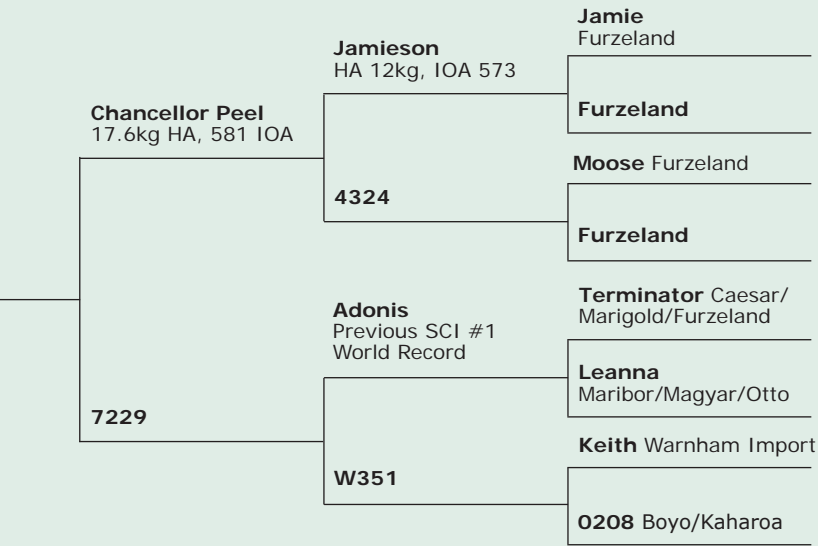 Jamie
Furzeland
Jamieson
HA 12kg, IOA 573
Furzeland
Chancellor Peel
17.6kg HA, 581 IOA
Moose Furzeland
4324
Furzeland
Terminator Caesar/
Marigold/Furzeland
Adonis
Previous SCI #1
World Record
Leanna
Maribor/Magyar/Otto
7229
Keith Warnham Import
W351
0208 Boyo/Kaharoa